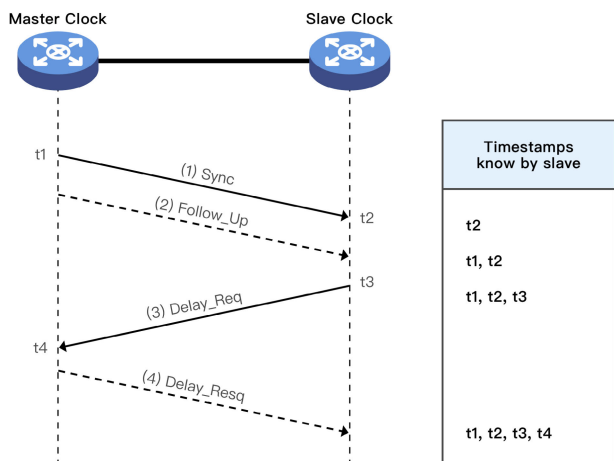 Master Clock
Slave Clock
t1
(1) Sync
(2) Follow_Up
t2
t3
(3) Delay_Req
t4
(4) Delay_Resq
Timestamps
know by slave
t2
t1, t2
t1, t2, t3
t1, t2, t3, t4